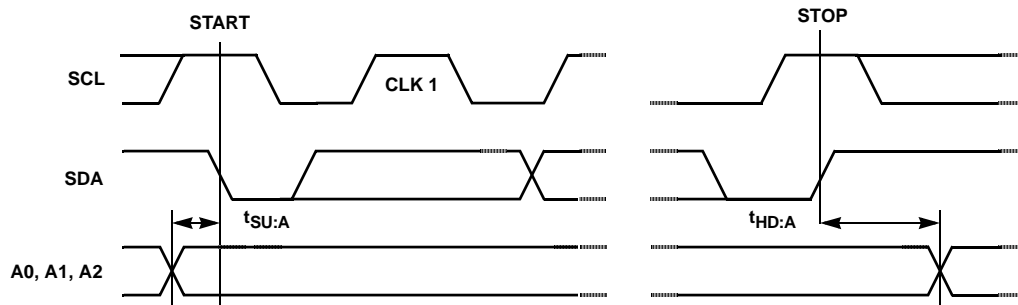 START
STOP
SCL
CLK 1
SDA
tSU:A
tHD:A
A0, A1, A2